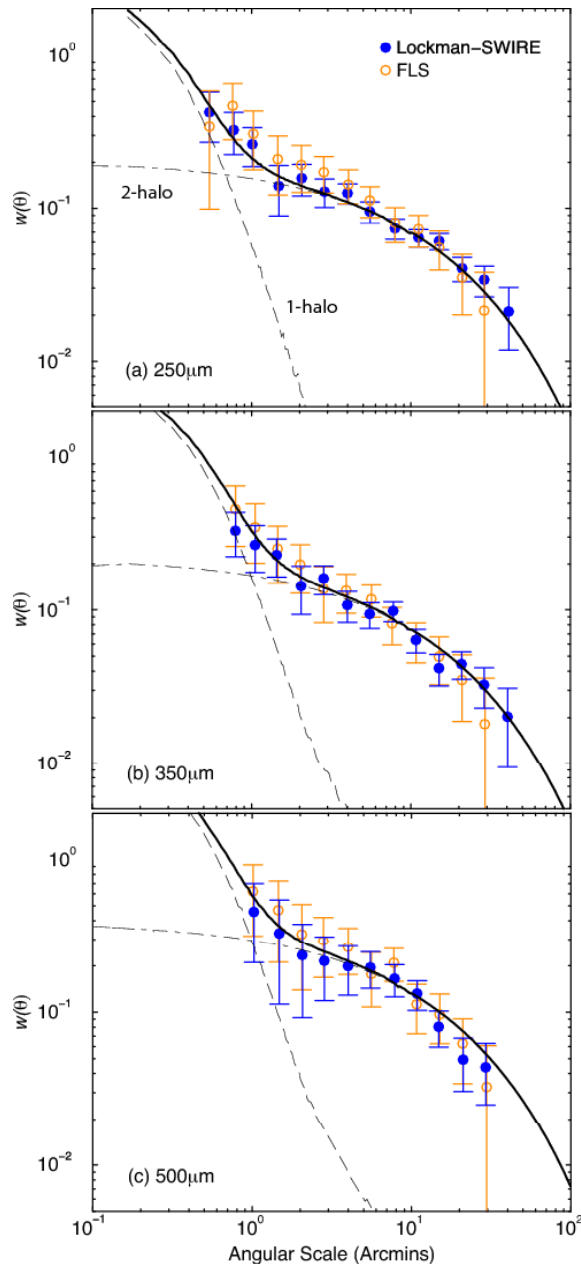 10⁰
Lockman−SWIRE
FLS
w(θ)
2-halo
10⁻¹
1-halo
10⁻²
(a) 250μm
10⁰
w(θ)
10⁻¹
10⁻²
(b) 350μm
10⁰
w(θ)
10⁻¹
10⁻²
(c) 500μm
10⁻¹ 10⁰ 10¹ 10²
Angular Scale (Arcmins)